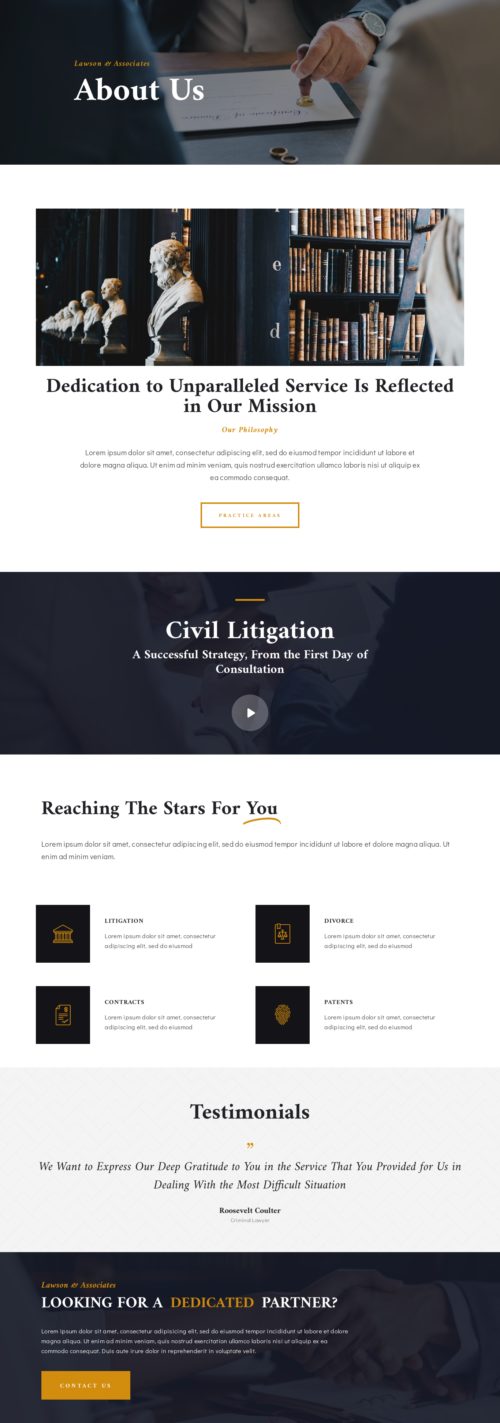 Lawson & Associates
About Us
e
d
Dedication to Unparalleled Service Is Reflected
in Our Mission
Our Philosophy
Lorem ipsum dolor sit amet, consectetur adipiscing elit, sed do eiusmod tempor incididunt ut labore et
dolore magna aliqua. Ut enim ad minim veniam, quis nostrud exercitation ullamco laboris nisi ut aliquip ex
ea commodo consequat.
PRACTICE AREAS
Civil Litigation
A Successful Strategy, From the First Day of
Consultation
Reaching The Stars For You
Lorem ipsum dolor sit amet, consectetur adipiscing elit, sed do eiusmod tempor incididunt ut labore et dolore magna aliqua. Ut
enim ad minim veniam.
LITIGATION
Lorem ipsum dolor sit amet, consectetur
adipiscing elit, sed do eiusmod
DIVORCE
Lorem ipsum dolor sit amet, consectetur
adipiscing elit, sed do eiusmod
CONTRACTS
Lorem ipsum dolor sit amet, consectetur
adipiscing elit, sed do eiusmod
PATENTS
Lorem ipsum dolor sit amet, consectetur
adipiscing elit, sed do eiusmod
Testimonials
”
We Want to Express Our Deep Gratitude to You in the Service That You Provided for Us in
Dealing With the Most Difficult Situation
Roosevelt Coulter
Criminal Lawyer
Lawson & Associates
LOOKING FOR A DEDICATED PARTNER?
Lorem ipsum dolor sit amet, consectetur adipiscing elit, sed do eiusmod tempor incididunt ut labore et dolore
magna aliqua. Ut enim ad minim veniam, quis nostrud exercitation ullamco laboris nisi ut aliquip ex ea
commodo consequat. Duis aute irure dolor in reprehenderit in voluptate velit.
CONTACT US